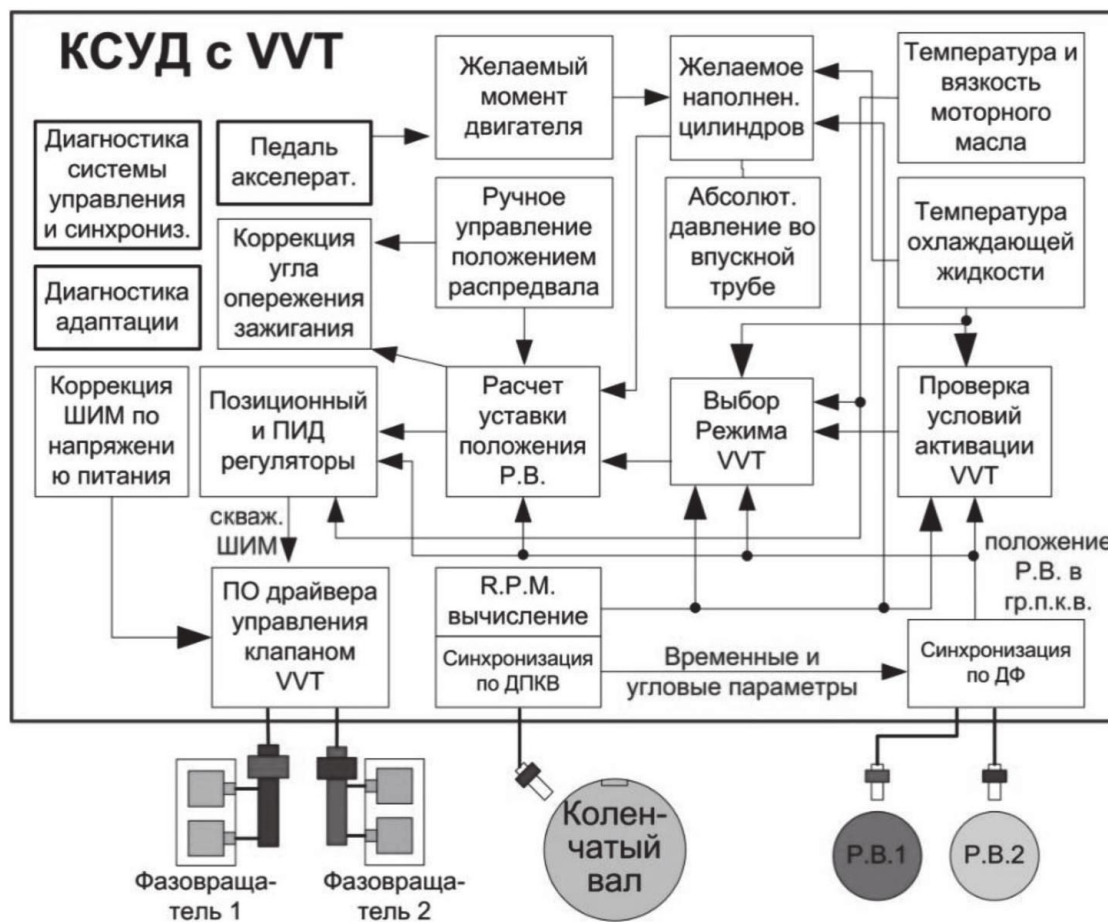 КСУД с VVT
Желаемый
момент
двигателя
Желаемое
наполнен.
цилиндров
Температура и
вязкость
моторного
масла
Диагностика
системы
управления
и синхрониз.
Педаль
акселерат.
Ручное
управление
положением
распредвала
Абсолют.
давление во
впускной
трубе
Температура
охлаждающей
жидкости
Коррекция
угла
опережения
зажигания
Диагностика
адаптации
Коррекция
ШИМ по
напряжени
ю питания
Позиционный
и ПИД
регуляторы
Расчет
уставки
положения
Р.В.
Выбор
Режима
VVT
Проверка
условий
активации
VVT
скваж.
ШИМ
положение
Р.В. в
гр.п.к.в.
ПО драйвера
управления
клапаном
VVT
R.P.M.
вычисление
Синхронизация
по ДПКВ
Временные и
угловые параметры
Синхронизация
по ДФ
Фазовраща-
тель 1
Фазовраща-
тель 2
Колен-
чатый
вал
Р.В.1
Р.В.2